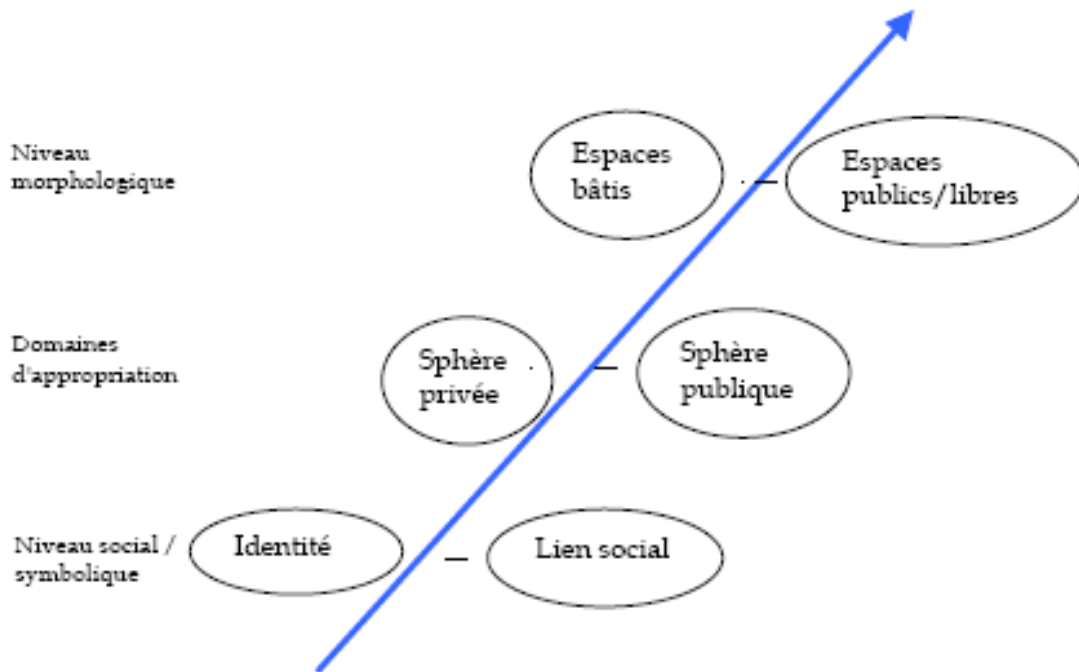 Niveau
morphologique
Espaces
bâtis
Espaces
publics/libres
Domaines
d'appropriation
Sphère
privée
Sphère
publique
Niveau social /
symbolique
Identité
Lien social